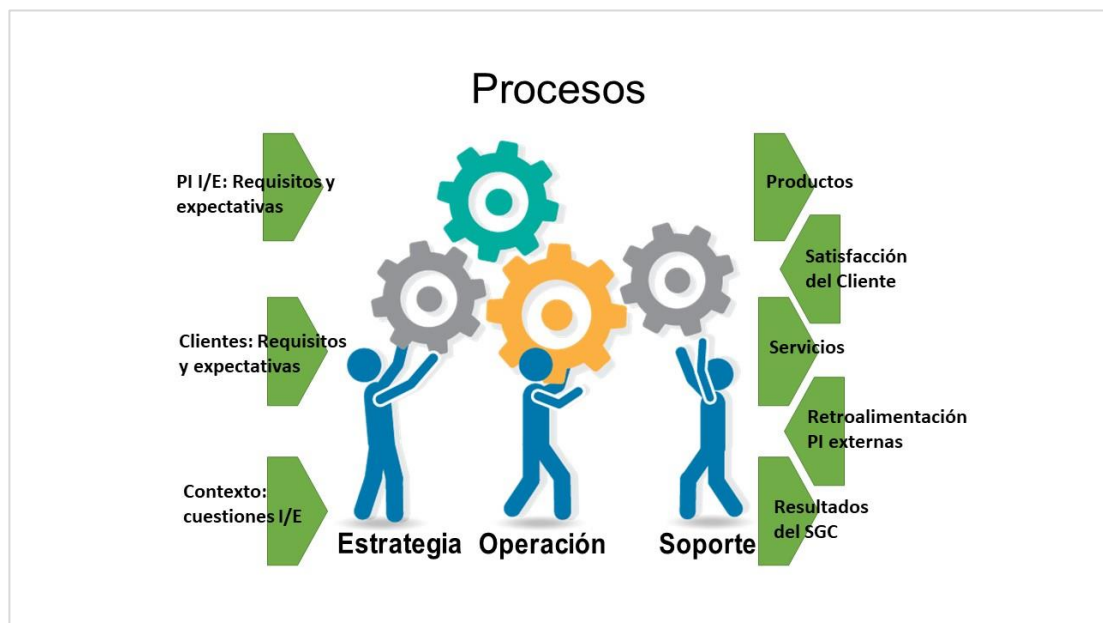 Procesos
PI I/E: Requisitos y
expectativas
Clientes: Requisitos
y expectativas
Contexto:
cuestiones I/E
Estrategia
Operación
Soporte
Productos
Satisfacción
del Cliente
Servicios
Retroalimentación
PI externas
Resultados
del SGC